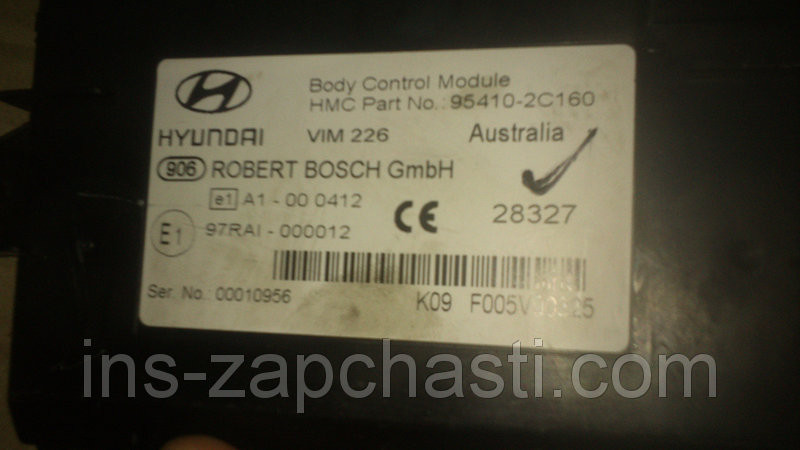 Body Control Module
HMC Part No.: 95410-2C160
HYUNDAI VIM 226 Australia
906 ROBERT BOSCH GmbH
e1 A1 - 00 0412 CE 28327
E1 97RAI - 000012
Ser. No.: 00010956 K09
ins-zapchasti.com